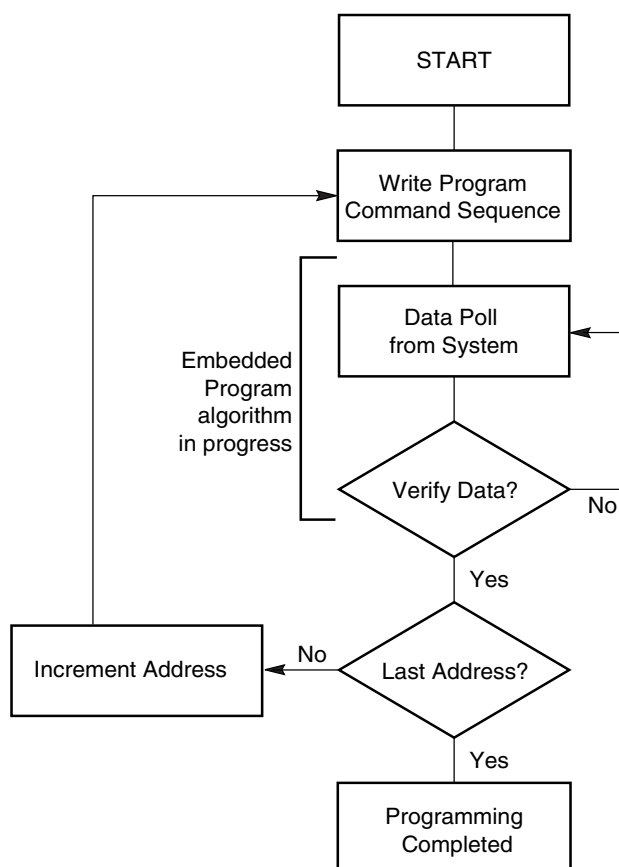 START
Write Program
Command Sequence
Data Poll
from System
Embedded
Program
algorithm
in progress
Verify Data?
No
Yes
Increment Address
No
Last Address?
Yes
Programming
Completed